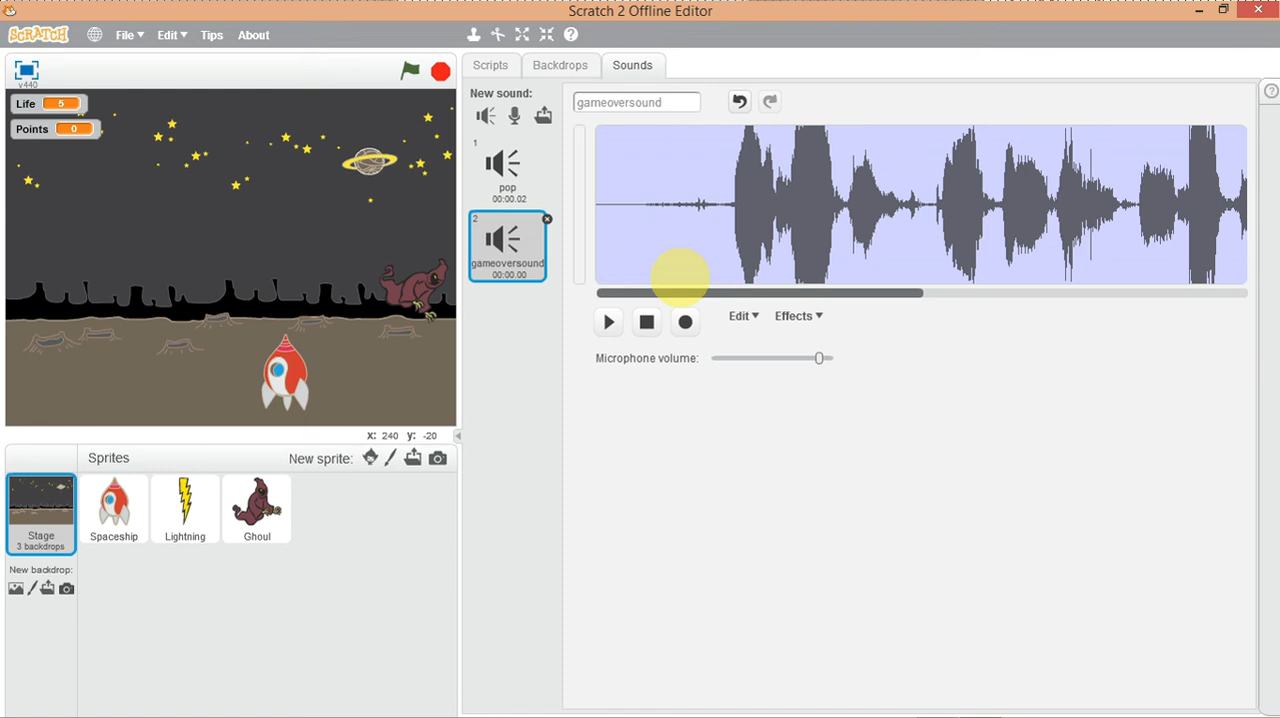 Scratch 2 Offline Editor
SCRATCH File Edit Tips About
v440
Life 5
Points 0
x: 240 y: -20
Sprites New sprite:
Stage
3 backdrops
Spaceship
Lightning
Ghoul
New backdrop:
Scripts Backdrops Sounds
New sound:
1
pop
00:00.02
2
gameoversound
00:00.00
gameoversound
Edit Effects
Microphone volume: